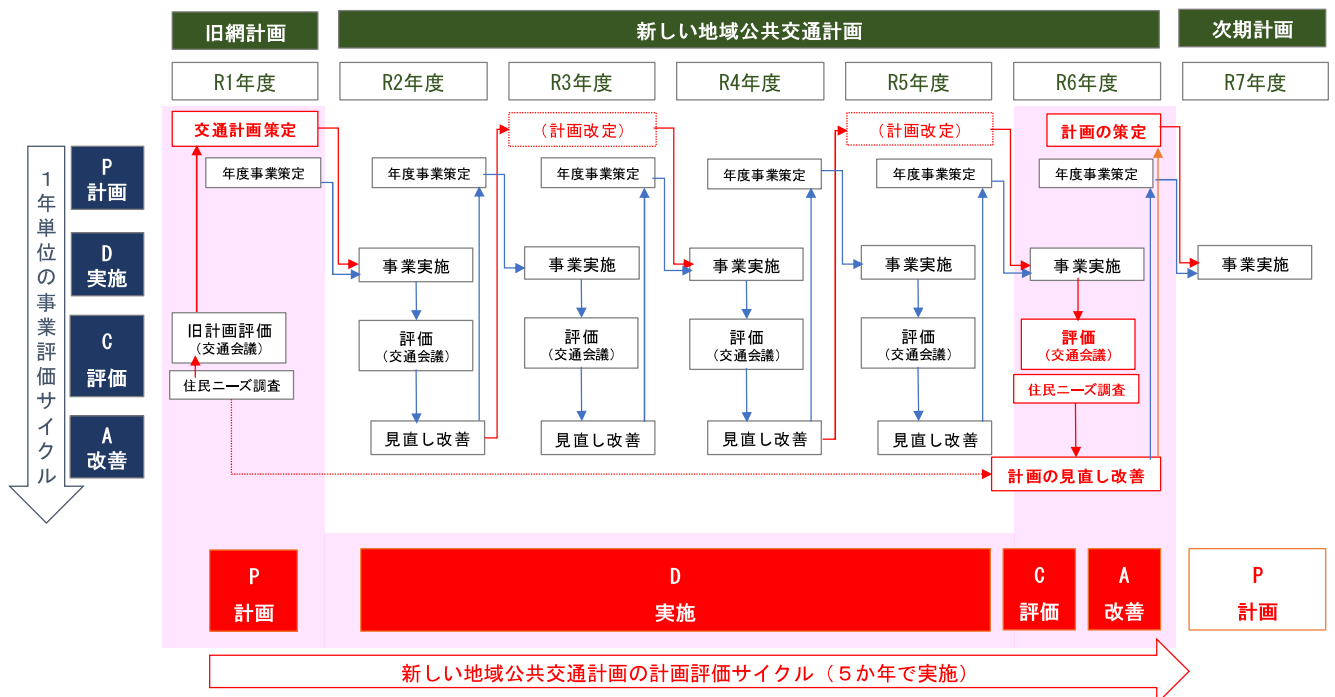 旧網計画
新しい地域公共交通計画
次期計画
R1年度
R2年度
R3年度
R4年度
R5年度
R6年度
R7年度
交通計画策定
(計画改定)
(計画改定)
計画の策定
1年単位の事業評価サイクル
P
計画
年度事業策定
年度事業策定
年度事業策定
年度事業策定
年度事業策定
年度事業策定
D
実施
事業実施
事業実施
事業実施
事業実施
事業実施
事業実施
C
評価
旧計画評価
(交通会議)
評価
(交通会議)
評価
(交通会議)
評価
(交通会議)
評価
(交通会議)
評価
(交通会議)
住民ニーズ調査
住民ニーズ調査
A
改善
見直し改善
見直し改善
見直し改善
見直し改善
計画の見直し改善
P
計画
D
実施
C
評価
A
改善
P
計画
新しい地域公共交通計画の計画評価サイクル(5か年で実施)